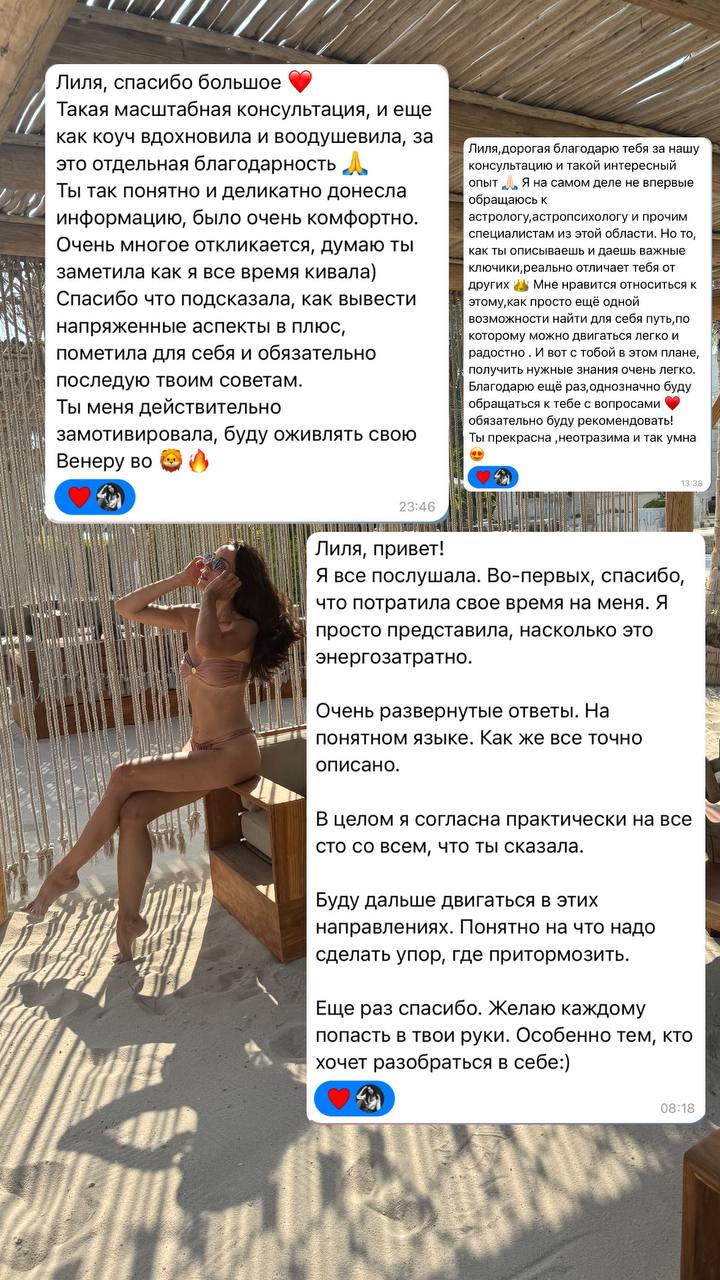 Лиля, спасибо большое ❤️
Такая масштабная консультация, и еще
как коуч вдохновила и воодушевила, за
это отдельная благодарность 🙏
Ты так понятно и деликатно донесла
информацию, было очень комфортно.
Очень многое откликается, думаю ты
заметила как я все время кивала)
Спасибо что подсказала, как вывести
напряженные аспекты в плюс,
пометила для себя и обязательно
последую твоим советам.
Ты меня действительно
замотивировала, буду оживлять свою
Венеру во 🦁🔥
23:46
Лиля,дорогая благодарю тебя за нашу
консультацию и такой интересный
опыт 🙏🏻 Я на самом деле не впервые
обращаюсь к
астрологу,астропсихологу и прочим
специалистам из этой области. Но то,
как ты описываешь и даешь важные
ключики,реально отличает тебя от
других 👑 Мне нравится относиться к
этому,как просто ещё одной
возможности найти для себя путь,по
которому можно двигаться легко и
радостно . И вот с тобой в этом плане,
получить нужные знания очень легко.
Благодарю ещё раз,однозначно буду
обращаться к тебе с вопросами ❤️
обязательно буду рекомендовать!
Ты прекрасна ,неотразима и так умна
😍
13:38
Лиля, привет!
Я все послушала. Во-первых, спасибо,
что потратила свое время на меня. Я
просто представила, насколько это
энергозатратно.
Очень развернутые ответы. На
понятном языке. Как же все точно
описано.
В целом я согласна практически на все
сто со всем, что ты сказала.
Буду дальше двигаться в этих
направлениях. Понятно на что надо
сделать упор, где притормозить.
Еще раз спасибо. Желаю каждому
попасть в твои руки. Особенно тем, кто
хочет разобраться в себе:)
08:18